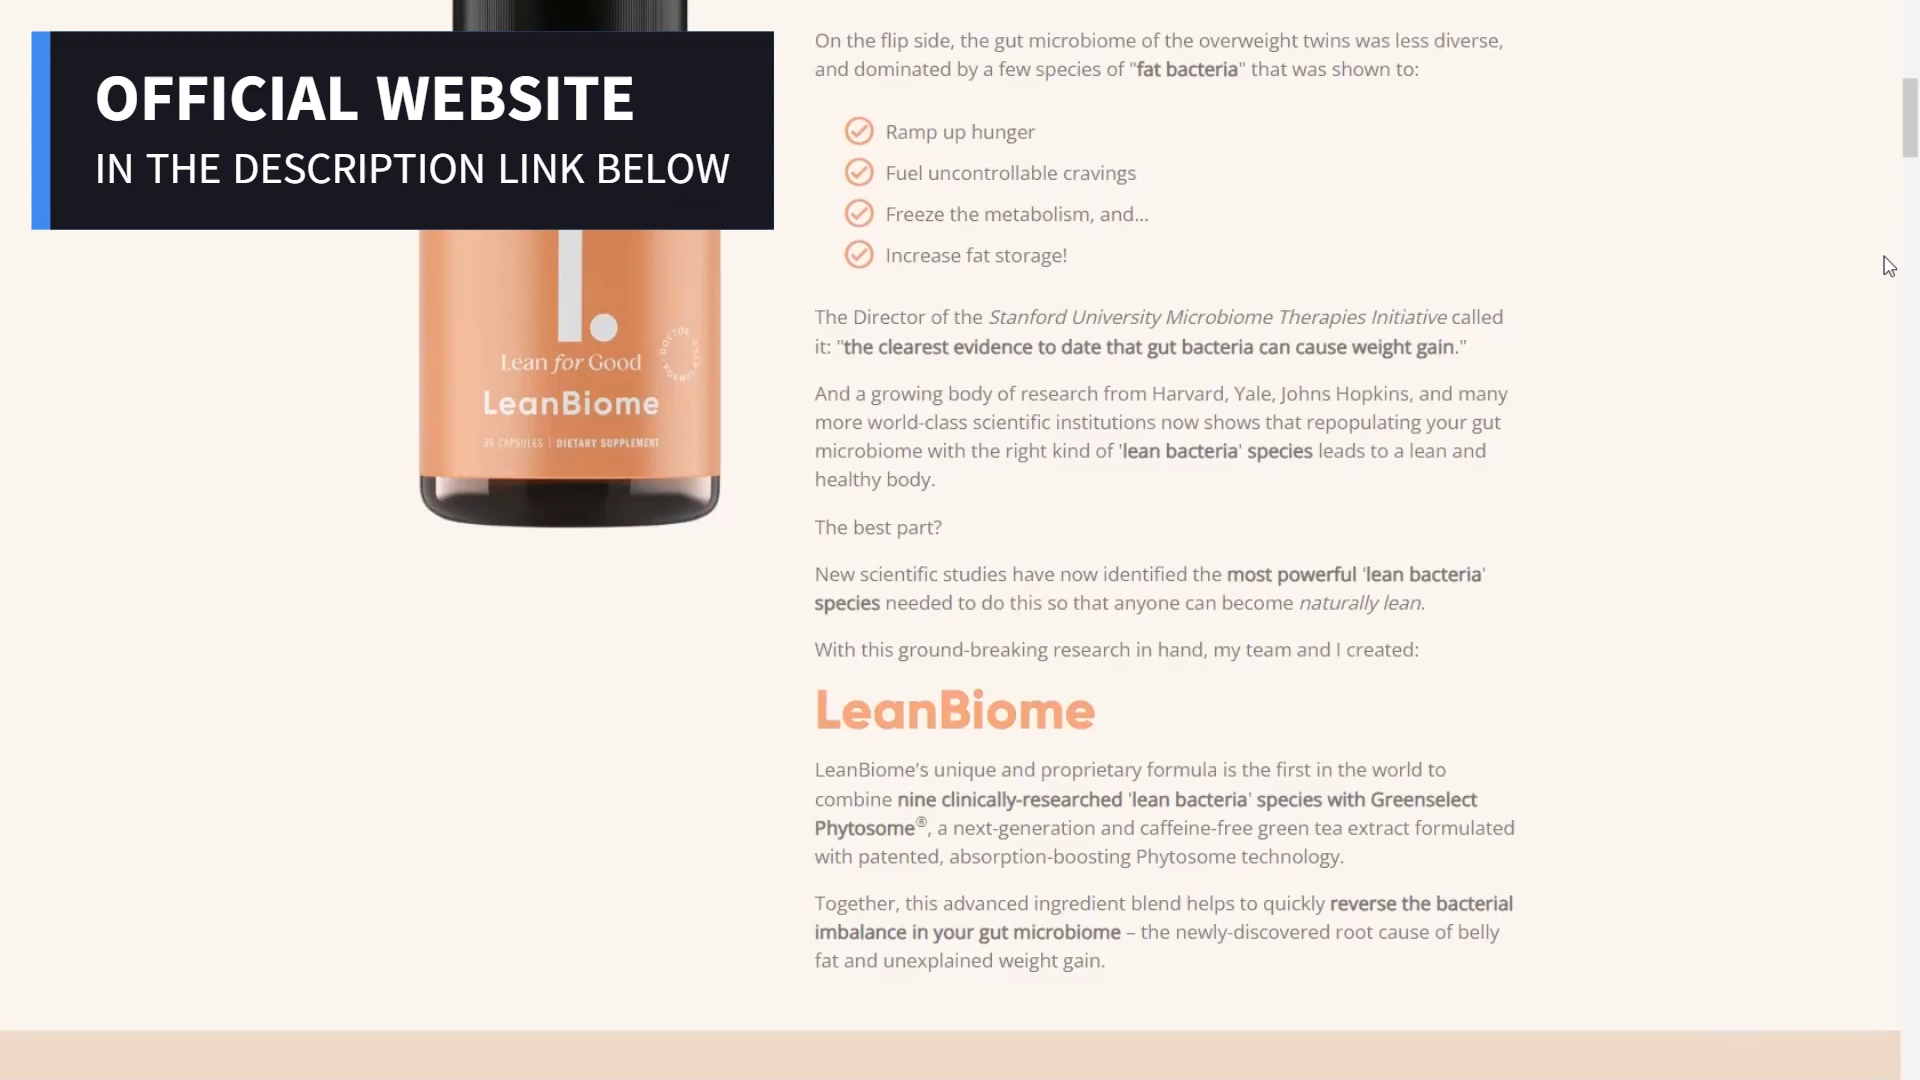 OFFICIAL WEBSITE
IN THE DESCRIPTION LINK BELOW
Lean for Good
DOCTOR FORMULATED
LeanBiome
30 CAPSULES | DIETARY SUPPLEMENT
On the flip side, the gut microbiome of the overweight twins was less diverse,
and dominated by a few species of "fat bacteria" that was shown to:
Ramp up hunger
Fuel uncontrollable cravings
Freeze the metabolism, and...
Increase fat storage!
The Director of the Stanford University Microbiome Therapies Initiative called
it: "the clearest evidence to date that gut bacteria can cause weight gain."
And a growing body of research from Harvard, Yale, Johns Hopkins, and many
more world-class scientific institutions now shows that repopulating your gut
microbiome with the right kind of 'lean bacteria' species leads to a lean and
healthy body.
The best part?
New scientific studies have now identified the most powerful 'lean bacteria'
species needed to do this so that anyone can become naturally lean.
With this ground-breaking research in hand, my team and I created:
LeanBiome
LeanBiome's unique and proprietary formula is the first in the world to
combine nine clinically-researched 'lean bacteria' species with Greenselect
Phytosome®, a next-generation and caffeine-free green tea extract formulated
with patented, absorption-boosting Phytosome technology.
Together, this advanced ingredient blend helps to quickly reverse the bacterial
imbalance in your gut microbiome – the newly-discovered root cause of belly
fat and unexplained weight gain.